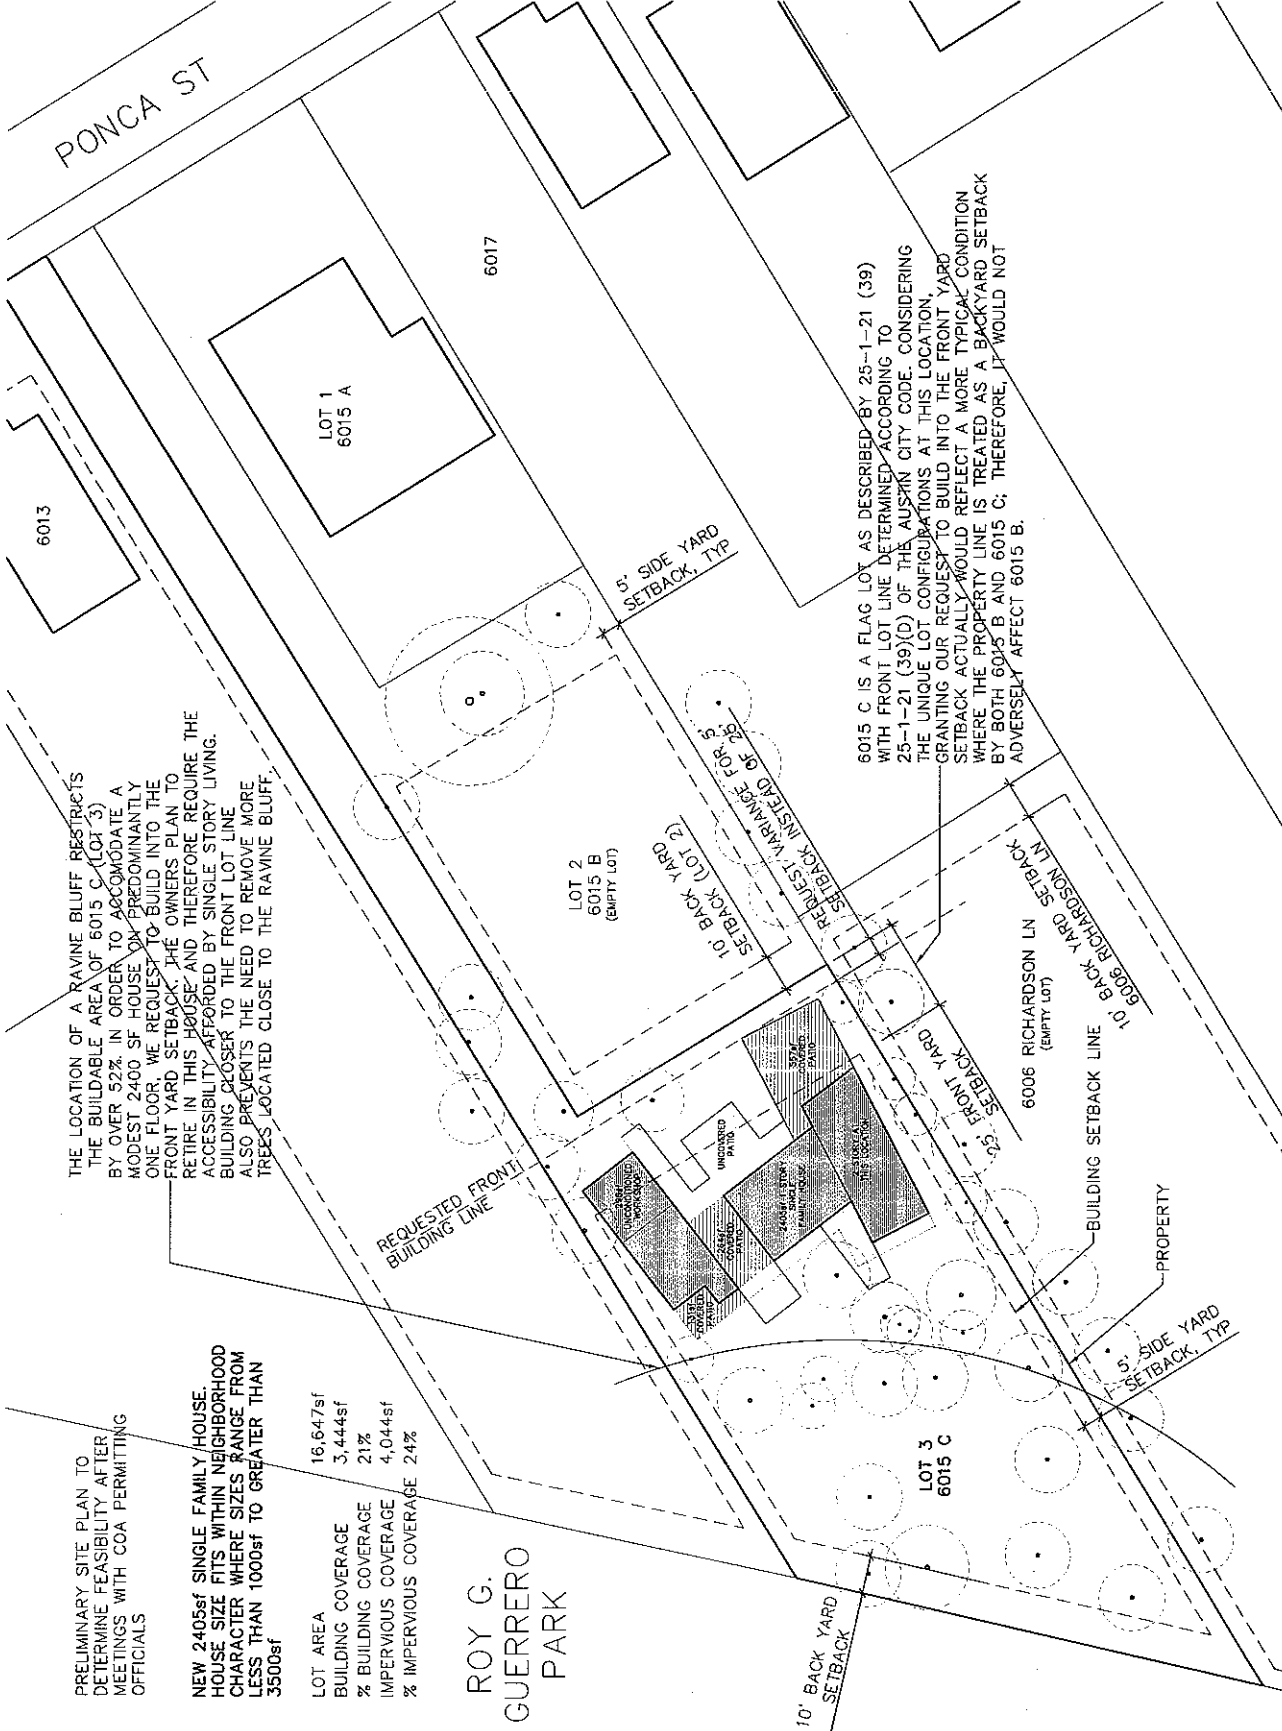 PRELIMINARY SITE PLAN TO
DETERMINE FEASIBILITY AFTER
MEETINGS WITH COA PERMITTING
OFFICIALS
NEW 2405sf SINGLE FAMILY HOUSE.
HOUSE SIZE FITS WITHIN NEIGHBORHOOD
CHARACTER WHERE SIZES RANGE FROM
LESS THAN 1000sf TO GREATER THAN
3500sf
LOT AREA 16,647sf
BUILDING COVERAGE 3,444sf
% BUILDING COVERAGE 21%
IMPERVIOUS COVERAGE 4,044sf
% IMPERVIOUS COVERAGE 24%
ROY G.
GUERRERO
PARK
THE LOCATION OF A RAVINE BLUFF RESTRICTS
THE BUILDABLE AREA OF 6015 C (LOT 3)
BY OVER 52%. IN ORDER TO ACCOMODATE A
MODEST 2400 SF HOUSE ON PREDOMINANTLY
ONE FLOOR, WE REQUEST TO BUILD INTO THE
FRONT YARD SETBACK. THE OWNERS PLAN TO
RETIRE IN THIS HOUSE AND THEREFORE REQUIRE THE
ACCESSIBILITY AFFORDED BY SINGLE STORY LIVING.
BUILDING CLOSER TO THE FRONT LOT LINE
ALSO PREVENTS THE NEED TO REMOVE MORE
TREES LOCATED CLOSE TO THE RAVINE BLUFF.
6013
PONCA ST
LOT 1
6015 A
6017
5' SIDE YARD
SETBACK, TYP
LOT 2
6015 B
(EMPTY LOT)
10' BACK YARD
SETBACK (LOT 2)
REQUEST VARIANCE FOR 5'
SETBACK INSTEAD OF 25'
REQUESTED FRONT
BUILDING LINE
UNCONDITIONED
WORKSHOP
UNCOVERED
PATIO
COVERED
PATIO
COVERED
PATIO
COVERED
PATIO
2405sf 1 STORY
SINGLE
FAMILY HOUSE
THIS LOCATION
25' FRONT YARD
SETBACK
6006 RICHARDSON LN
(EMPTY LOT)
10' BACK YARD SETBACK
6006 RICHARDSON LN
BUILDING SETBACK LINE
PROPERTY
5' SIDE YARD
SETBACK, TYP
LOT 3
6015 C
10' BACK YARD
SETBACK
6015 C IS A FLAG LOT AS DESCRIBED BY 25-1-21 (39)
WITH FRONT LOT LINE DETERMINED ACCORDING TO
25-1-21 (39)(D) OF THE AUSTIN CITY CODE. CONSIDERING
THE UNIQUE LOT CONFIGURATIONS AT THIS LOCATION,
GRANTING OUR REQUEST TO BUILD INTO THE FRONT YARD
SETBACK ACTUALLY WOULD REFLECT A MORE TYPICAL CONDITION
WHERE THE PROPERTY LINE IS TREATED AS A BACKYARD SETBACK
BY BOTH 6015 B AND 6015 C; THEREFORE, IT WOULD NOT
ADVERSELY AFFECT 6015 B.